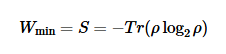 W_min = S = −Tr(ρ log₂ ρ)